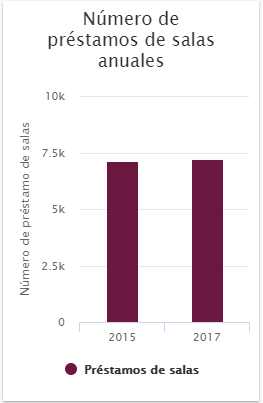 Número de
préstamos de salas
anuales
Número de préstamo de salas
10k
7.5k
5k
2.5k
0
2015
2017
Préstamos de salas